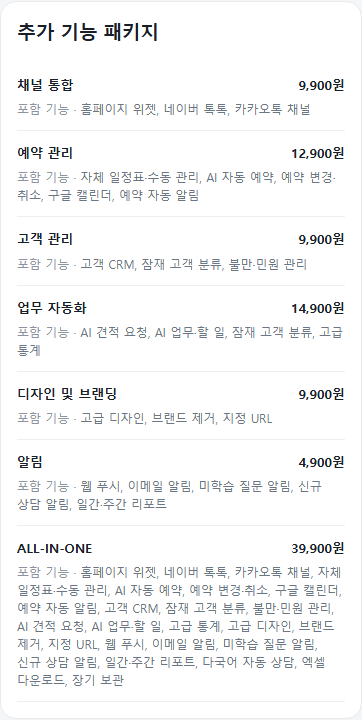 추가 기능 패키지
채널 통합 9,900원
포함 기능 · 홈페이지 위젯, 네이버 톡톡, 카카오톡 채널
예약 관리 12,900원
포함 기능 · 자체 일정표·수동 관리, AI 자동 예약, 예약 변경·
취소, 구글 캘린더, 예약 자동 알림
고객 관리 9,900원
포함 기능 · 고객 CRM, 잠재 고객 분류, 불만·민원 관리
업무 자동화 14,900원
포함 기능 · AI 견적 요청, AI 업무·할 일, 잠재 고객 분류, 고급
통계
디자인 및 브랜딩 9,900원
포함 기능 · 고급 디자인, 브랜드 제거, 지정 URL
알림 4,900원
포함 기능 · 웹 푸시, 이메일 알림, 미학습 질문 알림, 신규
상담 알림, 일간·주간 리포트
ALL-IN-ONE 39,900원
포함 기능 · 홈페이지 위젯, 네이버 톡톡, 카카오톡 채널, 자체
일정표·수동 관리, AI 자동 예약, 예약 변경·취소, 구글 캘린더,
예약 자동 알림, 고객 CRM, 잠재 고객 분류, 불만·민원 관리,
AI 견적 요청, AI 업무·할 일, 고급 통계, 고급 디자인, 브랜드
제거, 지정 URL, 웹 푸시, 이메일 알림, 미학습 질문 알림,
신규 상담 알림, 일간·주간 리포트, 다국어 자동 상담, 엑셀
다운로드, 장기 보관